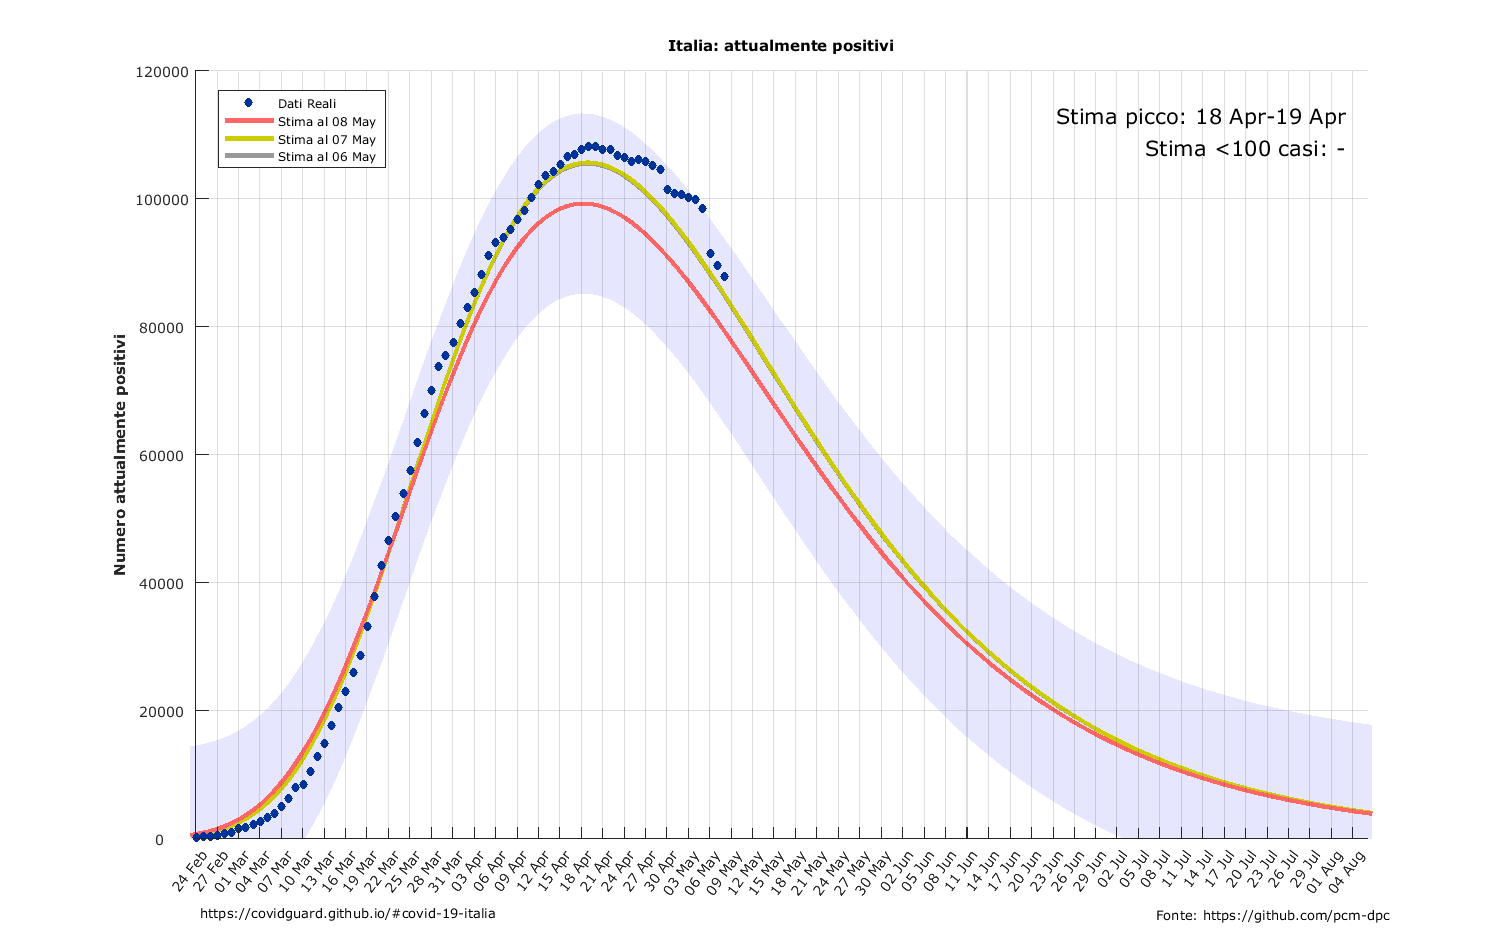 Italia: attualmente positivi
120000
100000
80000
60000
40000
20000
0
Numero attualmente positivi
Dati Reali
Stima al 08 May
Stima al 07 May
Stima al 06 May
Stima picco: 18 Apr-19 Apr
Stima <100 casi: -
24 Feb
27 Feb
01 Mar
04 Mar
07 Mar
10 Mar
13 Mar
16 Mar
19 Mar
22 Mar
25 Mar
28 Mar
31 Mar
03 Apr
06 Apr
09 Apr
12 Apr
15 Apr
18 Apr
21 Apr
24 Apr
27 Apr
30 Apr
03 May
06 May
09 May
12 May
15 May
18 May
21 May
24 May
27 May
30 May
02 Jun
05 Jun
08 Jun
11 Jun
14 Jun
17 Jun
20 Jun
23 Jun
26 Jun
29 Jun
02 Jul
05 Jul
08 Jul
11 Jul
14 Jul
17 Jul
20 Jul
23 Jul
26 Jul
29 Jul
01 Aug
04 Aug
https://covidguard.github.io/#covid-19-italia
Fonte: https://github.com/pcm-dpc